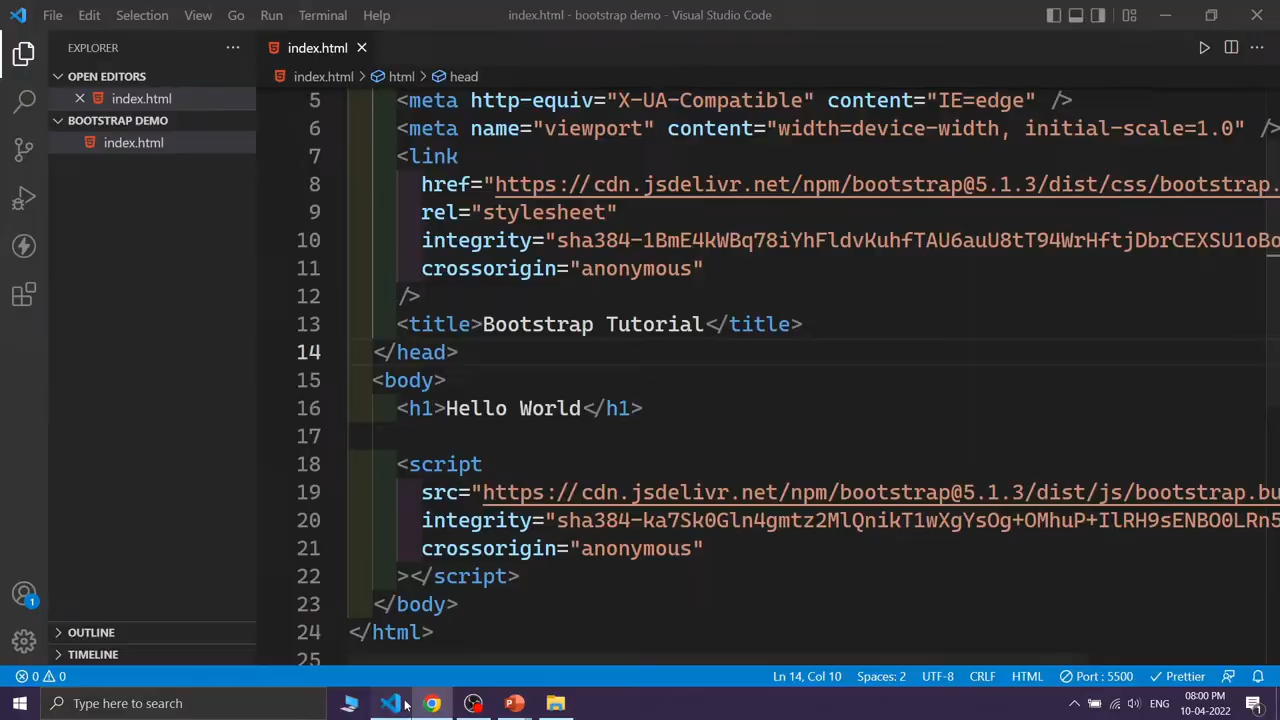 File Edit Selection View Go Run Terminal Help index.html - bootstrap demo - Visual Studio Code
EXPLORER
index.html
OPEN EDITORS
index.html > html > head
index.html
BOOTSTRAP DEMO
index.html
5 <meta http-equiv="X-UA-Compatible" content="IE=edge" />
6 <meta name="viewport" content="width=device-width, initial-scale=1.0" />
7 <link
8 href="https://cdn.jsdelivr.net/npm/bootstrap@5.1.3/dist/css/bootstrap.
9 rel="stylesheet"
10 integrity="sha384-1BmE4kWBq78iYhFldvKuhfTAU6auU8tT94WrHftjDbrCEXSU1oBo
11 crossorigin="anonymous"
12 />
13 <title>Bootstrap Tutorial</title>
14 </head>
15 <body>
16 <h1>Hello World</h1>
17
18 <script
19 src="https://cdn.jsdelivr.net/npm/bootstrap@5.1.3/dist/js/bootstrap.bu
20 integrity="sha384-ka7Sk0Gln4gmtz2MlQnikT1wXgYsOg+OMhuP+IlRH9sENBO0LRn5
21 crossorigin="anonymous"
22 ></script>
23 </body>
24 </html>
25
OUTLINE
TIMELINE
1
0 0 Ln 14, Col 10 Spaces: 2 UTF-8 CRLF HTML Port : 5500 Prettier
Type here to search
ENG
08:00 PM
10-04-2022
1